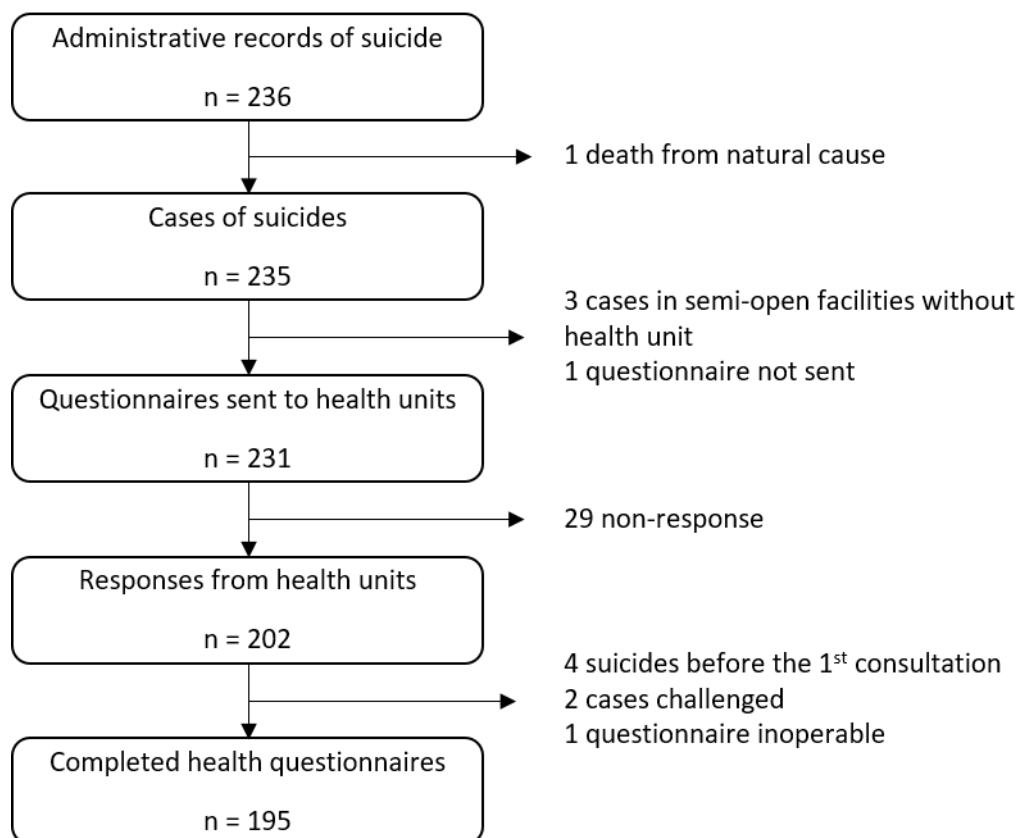 Administrative records of suicide
n = 236
1 death from natural cause
Cases of suicides
n = 235
3 cases in semi-open facilities without
health unit
1 questionnaire not sent
Questionnaires sent to health units
n = 231
29 non-response
Responses from health units
n = 202
4 suicides before the 1st consultation
2 cases challenged
1 questionnaire inoperable
Completed health questionnaires
n = 195